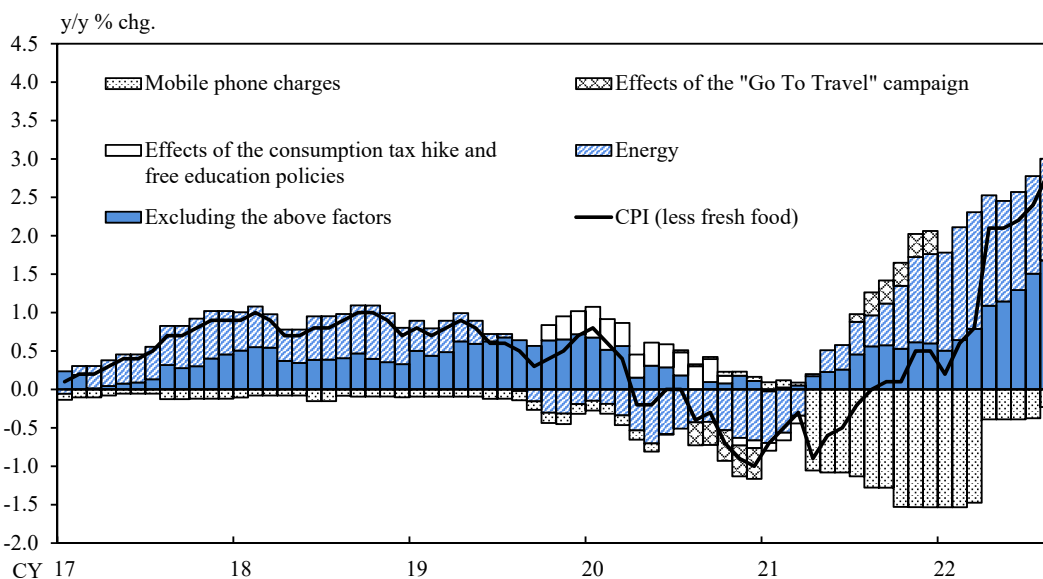 y/y % chg.
4.5
4.0
3.5
3.0
2.5
2.0
1.5
1.0
0.5
0.0
-0.5
-1.0
-1.5
-2.0
Mobile phone charges
Effects of the "Go To Travel" campaign
Effects of the consumption tax hike and
free education policies
Energy
Excluding the above factors
CPI (less fresh food)
CY 17 18 19 20 21 22